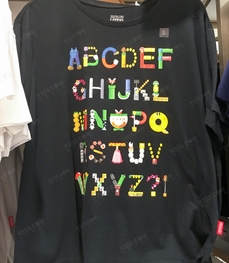 L
ABCDEF
GHIJKL
MNOPQ
RSTUV
WXYZ?!